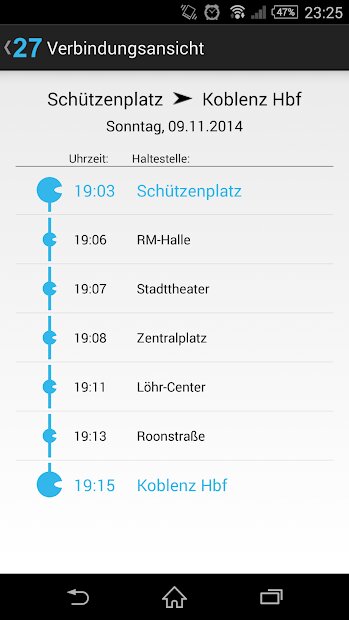 47% 23:25
27 Verbindungsansicht
Schützenplatz ➤ Koblenz Hbf
Sonntag, 09.11.2014
Uhrzeit: Haltestelle:
19:03 Schützenplatz
19:06 RM-Halle
19:07 Stadttheater
19:08 Zentralplatz
19:11 Löhr-Center
19:13 Roonstraße
19:15 Koblenz Hbf